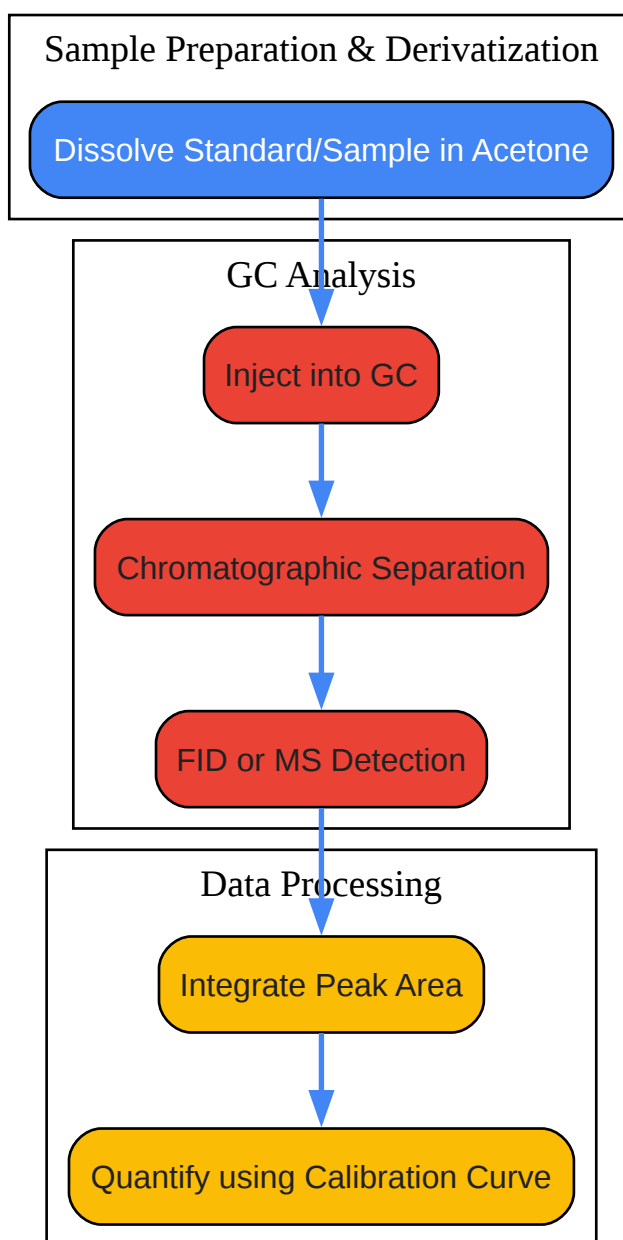 Sample Preparation & Derivatization
Dissolve Standard/Sample in Acetone
GC Analysis
Inject into GC
Chromatographic Separation
FID or MS Detection
Data Processing
Integrate Peak Area
Quantify using Calibration Curve